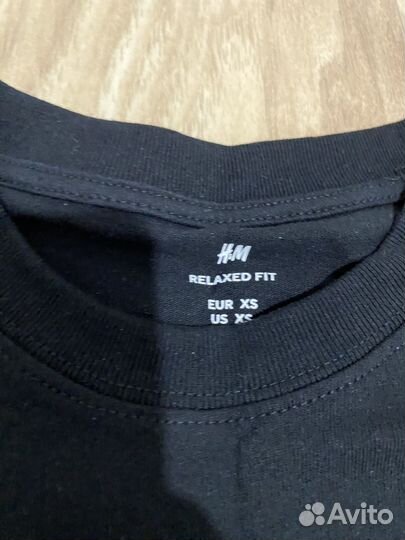 H&M
RELAXED FIT
EUR XS
US XS
Avito